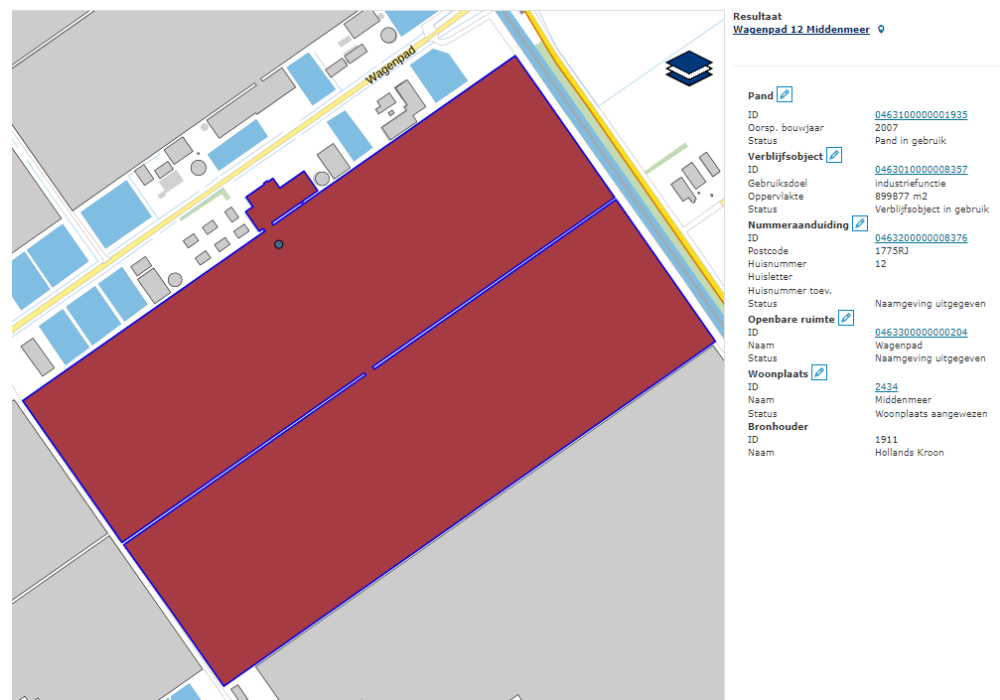 Wagenpad
Resultaat
Wagenpad 12 Middenmeer
Pand
ID 0463100000001935
Oorsp. bouwjaar 2007
Status Pand in gebruik
Verblijfsobject
ID 0463010000008357
Gebruiksdoel industriefunctie
Oppervlakte 899877 m2
Status Verblijfsobject in gebruik
Nummeraanduiding
ID 0463200000008376
Postcode 1775RJ
Huisnummer 12
Huisletter
Huisnummer toev.
Status Naamgeving uitgegeven
Openbare ruimte
ID 0463300000000204
Naam Wagenpad
Status Naamgeving uitgegeven
Woonplaats
ID 2434
Naam Middenmeer
Status Woonplaats aangewezen
Bronhouder
ID 1911
Naam Hollands Kroon